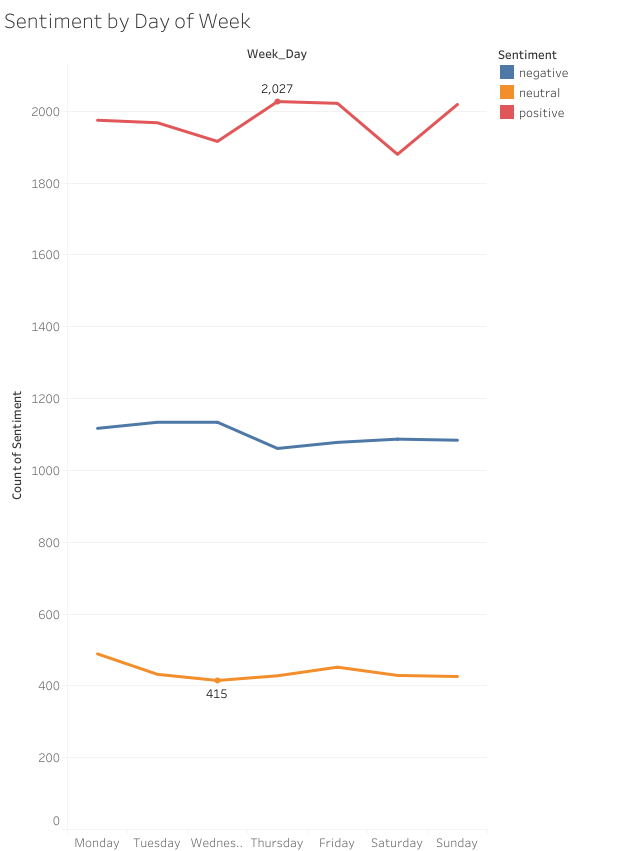 Sentiment by Day of Week
Week_Day
Sentiment
negative
neutral
positive
2,027
2000
1800
1600
1400
1200
1000
800
600
400
200
0
Count of Sentiment
415
Monday Tuesday Wednes.. Thursday Friday Saturday Sunday